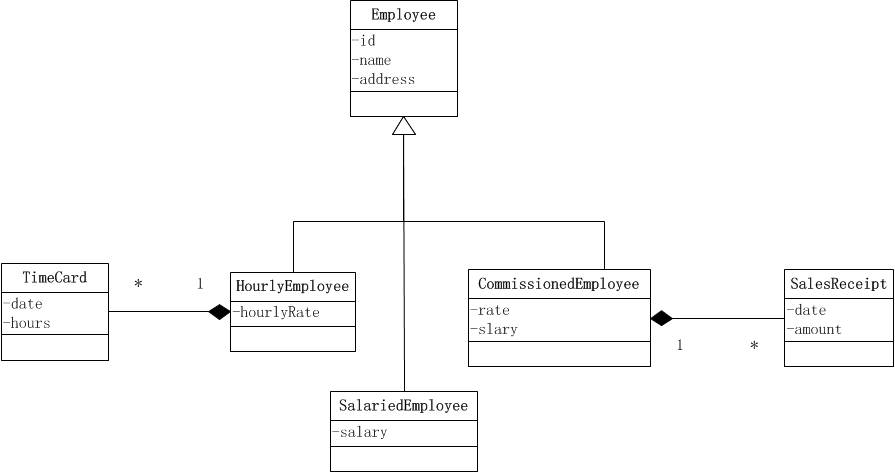 Employee
-id
-name
-address
TimeCard
-date
-hours
*
1
HourlyEmployee
-hourlyRate
CommissionedEmployee
-rate
-slary
1
*
SalesReceipt
-date
-amount
SalariedEmployee
-salary